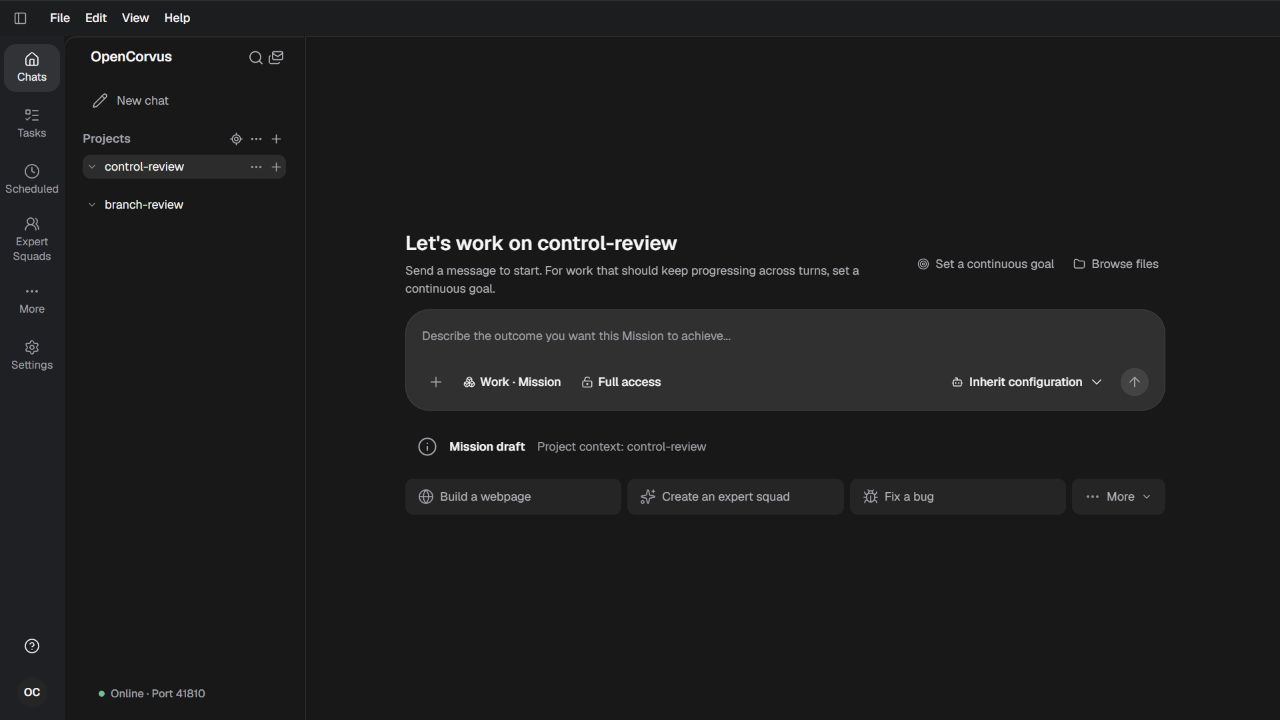 File Edit View Help
Chats
Tasks
Scheduled
Expert
Squads
More
Settings
OC
OpenCorvus
New chat
Projects
control-review
branch-review
Online · Port 41810
Let's work on control-review
Send a message to start. For work that should keep progressing across turns, set a
continuous goal.
Set a continuous goal
Browse files
Describe the outcome you want this Mission to achieve...
Work · Mission
Full access
Inherit configuration
Mission draft
Project context: control-review
Build a webpage
Create an expert squad
Fix a bug
More